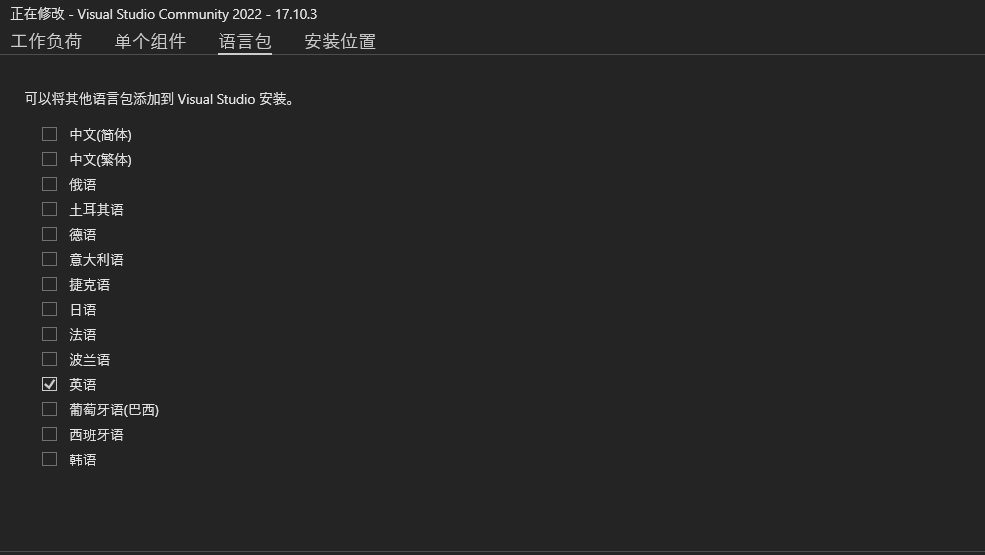 正在修改 - Visual Studio Community 2022 - 17.10.3
工作负荷 单个组件 语言包 安装位置
可以将其他语言包添加到 Visual Studio 安装。
中文(简体)
中文(繁体)
俄语
土耳其语
德语
意大利语
捷克语
日语
法语
波兰语
英语
葡萄牙语(巴西)
西班牙语
韩语